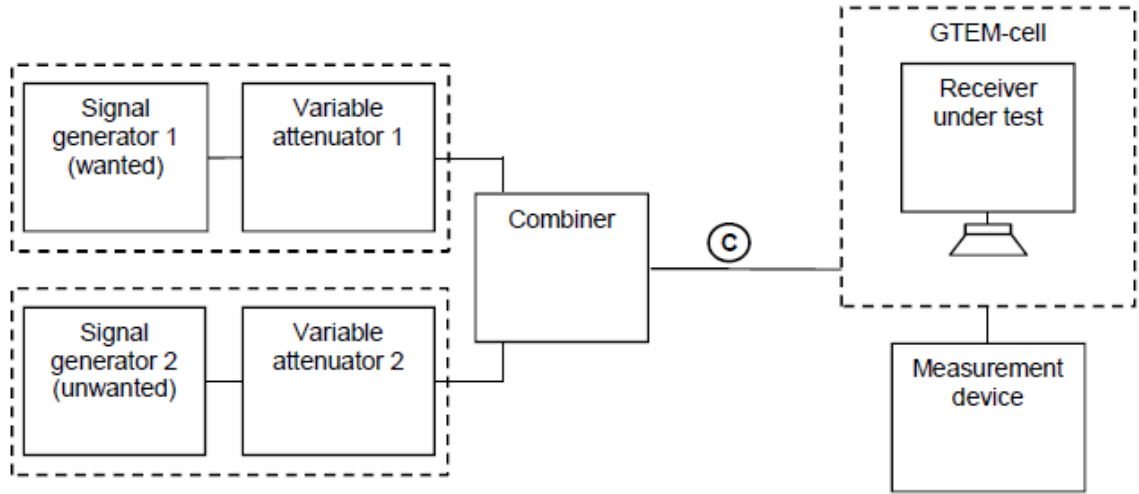 Signal
generator 1
(wanted)
Variable
attenuator 1
Signal
generator 2
(unwanted)
Variable
attenuator 2
Combiner
C
GTEM-cell
Receiver
under test
Measurement
device